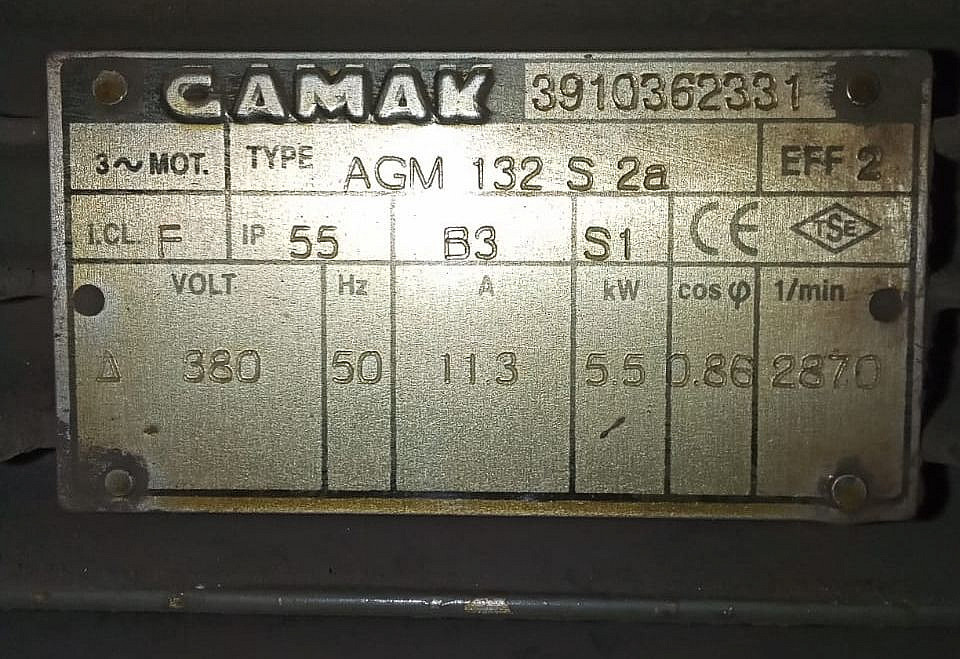 CAMAK 3910362331
3~MOT. TYPE AGM 132 S 2a EFF 2
I.CL. F IP 55 B3 S1 CE TSE
VOLT Hz A kW cos φ 1/min
Δ 380 50 11.3 5.5 0.86 2870